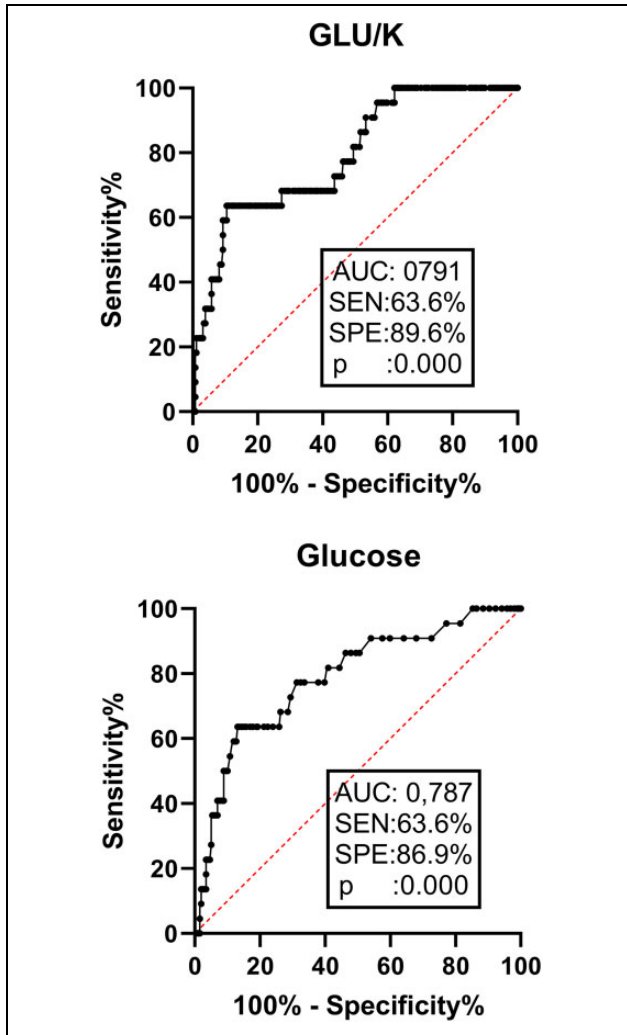 GLU/K
100
80
60
40
20
0
0 20 40 60 80 100
Sensitivity%
100% - Specificity%
AUC: 0791
SEN:63.6%
SPE:89.6%
p :0.000
Glucose
100
80
60
40
20
0
0 20 40 60 80 100
Sensitivity%
100% - Specificity%
AUC: 0,787
SEN:63.6%
SPE:86.9%
p :0.000